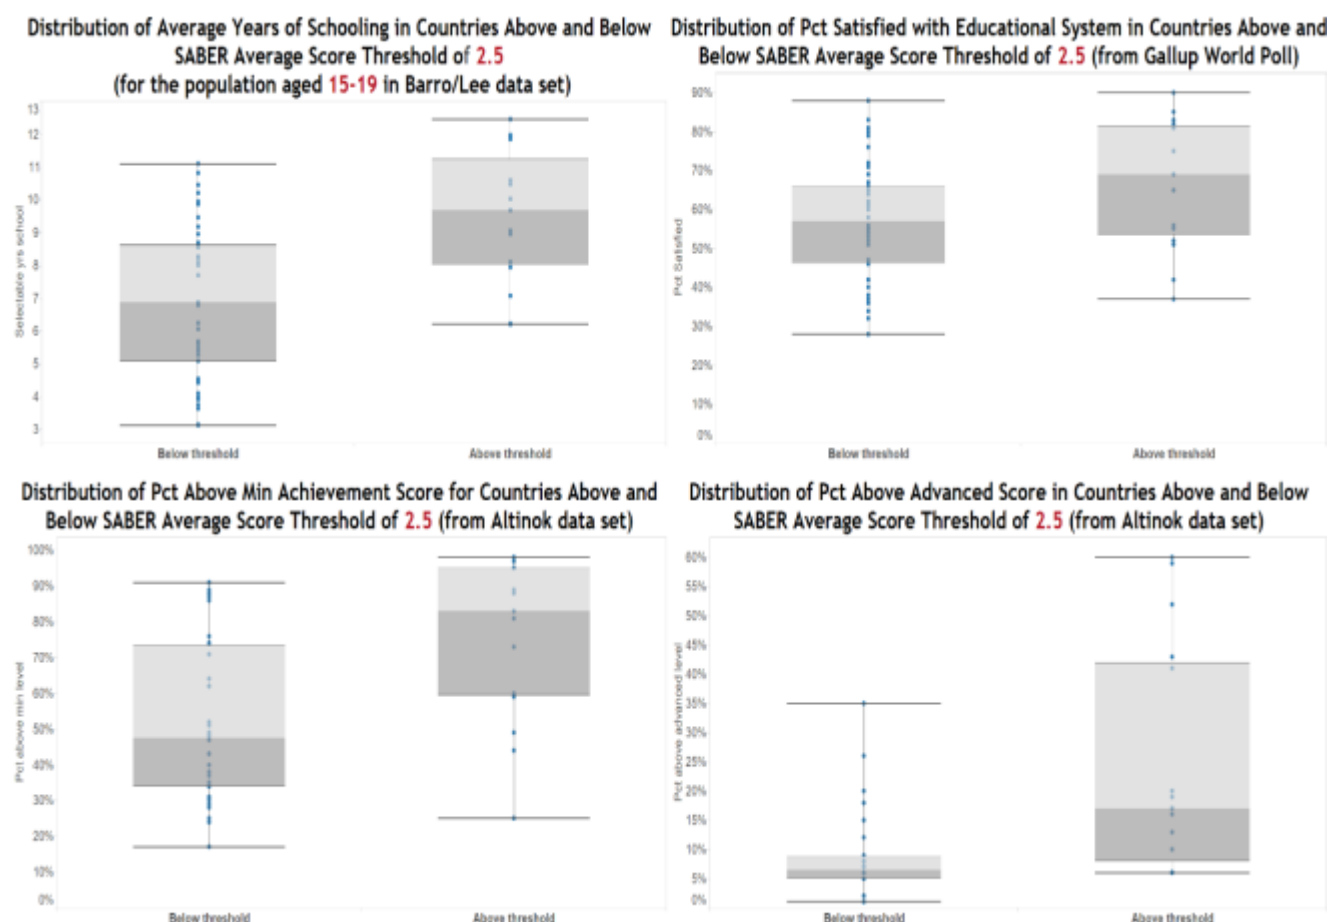 Distribution of Average Years of Schooling in Countries Above and Below
SABER Average Score Threshold of 2.5
(for the population aged 15-19 in Barro/Lee data set)
Selectable yrs school
13
12
11
10
9
8
7
6
5
4
3
Below threshold
Above threshold
Distribution of Pct Satisfied with Educational System in Countries Above and
Below SABER Average Score Threshold of 2.5 (from Gallup World Poll)
Pct Satisfied
90%
80%
70%
60%
50%
40%
30%
20%
10%
0%
Below threshold
Above threshold
Distribution of Pct Above Min Achievement Score for Countries Above and
Below SABER Average Score Threshold of 2.5 (from Altinok data set)
Pct above min level
100%
90%
80%
70%
60%
50%
40%
30%
20%
10%
0%
Below threshold
Above threshold
Distribution of Pct Above Advanced Score in Countries Above and Below
SABER Average Score Threshold of 2.5 (from Altinok data set)
Pct above advanced level
60%
55%
50%
45%
40%
35%
30%
25%
20%
15%
10%
5%
0%
Below threshold
Above threshold